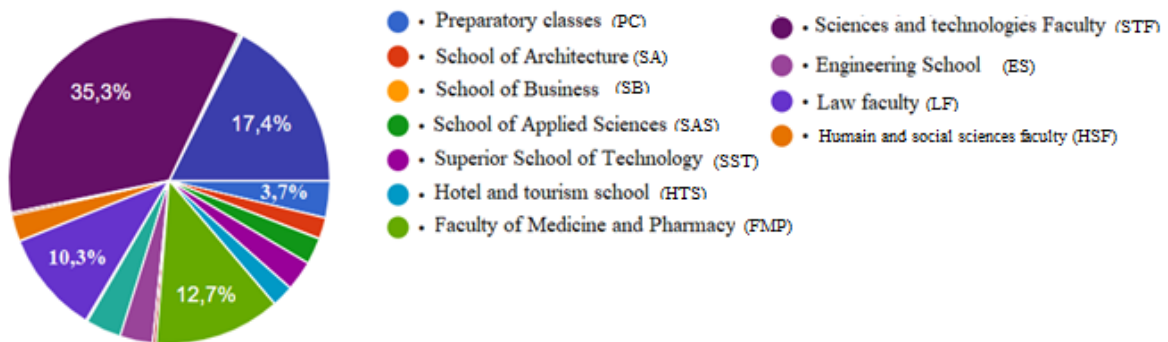 35,3%
17,4%
3,7%
10,3%
12,7%
• Preparatory classes (PC)
• School of Architecture (SA)
• School of Business (SB)
• School of Applied Sciences (SAS)
• Superior School of Technology (SST)
• Hotel and tourism school (HTS)
• Faculty of Medicine and Pharmacy (FMP)
• Sciences and technologies Faculty (STF)
• Engineering School (ES)
• Law faculty (LF)
• Humain and social sciences faculty (HSF)